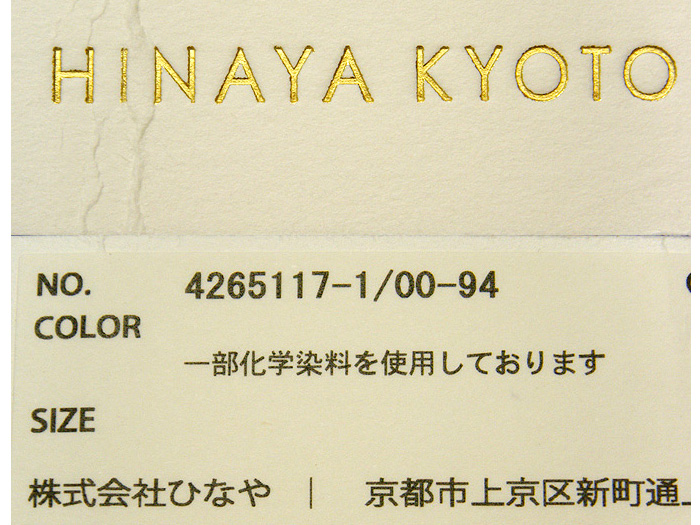 HINAYA KYOTO
NO. 4265117-1/00-94
COLOR
一部化学染料を使用しております
SIZE
株式会社ひなや | 京都市上京区新町通